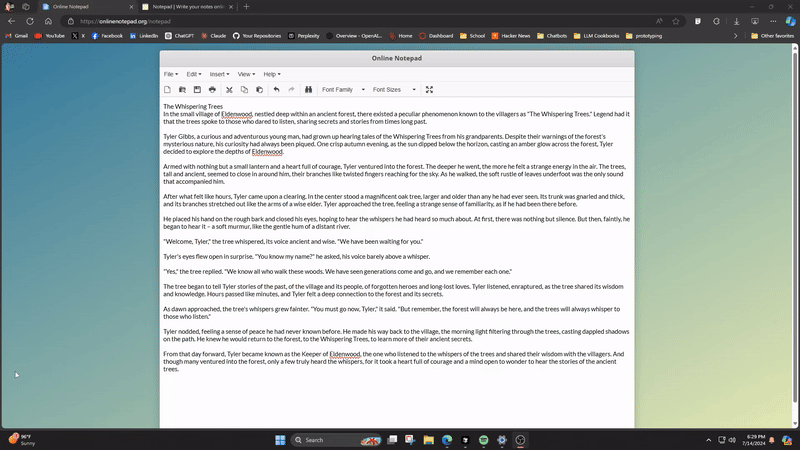 Online Notepad
Notepad | Write your notes onlin
https://onlinenotepad.org/notepad
Gmail
YouTube
X
Facebook
LinkedIn
ChatGPT
Claude
Your Repositories
Perplexity
Overview - OpenAI...
Home
Dashboard
School
Hacker News
Chatbots
LLM Cookbooks
prototyping
Other favorites
Online Notepad
File
Edit
Insert
View
Help
Font Family
Font Sizes
The Whispering Trees
In the small village of Eldenwood, nestled deep within an ancient forest, there existed a peculiar phenomenon known to the villagers as "The Whispering Trees." Legend had it
that the trees spoke to those who dared to listen, sharing secrets and stories from times long past.
Tyler Gibbs, a curious and adventurous young man, had grown up hearing tales of the Whispering Trees from his grandparents. Despite their warnings of the forest's
mysterious nature, his curiosity had always been piqued. One crisp autumn evening, as the sun dipped below the horizon, casting an amber glow across the forest, Tyler
decided to explore the depths of Eldenwood.
Armed with nothing but a small lantern and a heart full of courage, Tyler ventured into the forest. The deeper he went, the more he felt a strange energy in the air. The trees,
tall and ancient, seemed to close in around him, their branches like twisted fingers reaching for the sky. As he walked, the soft rustle of leaves underfoot was the only sound
that accompanied him.
After what felt like hours, Tyler came upon a clearing. In the center stood a magnificent oak tree, larger and older than any he had ever seen. Its trunk was gnarled and thick,
and its branches stretched out like the arms of a wise elder. Tyler approached the tree, feeling a strange sense of familiarity, as if he had been there before.
He placed his hand on the rough bark and closed his eyes, hoping to hear the whispers he had heard so much about. At first, there was nothing but silence. But then, faintly, he
began to hear it – a soft murmur, like the gentle hum of a distant river.
"Welcome, Tyler," the tree whispered, its voice ancient and wise. "We have been waiting for you."
Tyler's eyes flew open in surprise. "You know my name?" he asked, his voice barely above a whisper.
"Yes," the tree replied. "We know all who walk these woods. We have seen generations come and go, and we remember each one."
The tree began to tell Tyler stories of the past, of the village and its people, of forgotten heroes and long-lost loves. Tyler listened, enraptured, as the tree shared its wisdom
and knowledge. Hours passed like minutes, and Tyler felt a deep connection to the forest and its secrets.
As dawn approached, the tree's whispers grew fainter. "You must go now, Tyler," it said. "But remember, the forest will always be here, and the trees will always whisper to
those who listen."
Tyler nodded, feeling a sense of peace he had never known before. He made his way back to the village, the morning light filtering through the trees, casting dappled shadows
on the path. He knew he would return to the forest, to the Whispering Trees, to learn more of their ancient secrets.
From that day forward, Tyler became known as the Keeper of Eldenwood, the one who listened to the whispers of the trees and shared their wisdom with the villagers. And
though many ventured into the forest, only a few truly heard the whispers, for it took a heart full of courage and a mind open to wonder to hear the stories of the ancient
trees.
96°F
Sunny
Search
6:29 PM
7/14/2024